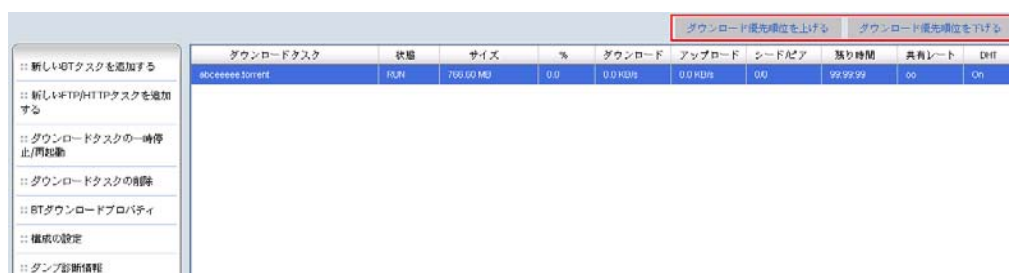 ダウンロード優先順位を上げる ダウンロード優先順位を下げる
ダウンロードタスク 状態 サイズ % ダウンロード アップロード シード/ピア 残り時間 共有レート DHT
abceeeee.torrent RUN 766.60 MB 0.0 0.0 KB/s 0.0 KB/s 0/0 99:99:99 oo On
:: 新しいBTタスクを追加する
:: 新しいFTP/HTTPタスクを追加
する
:: ダウンロードタスクの一時停
止/再起動
:: ダウンロードタスクの削除
:: BTダウンロードプロパティ
:: 構成の設定
:: ダンプ診断情報